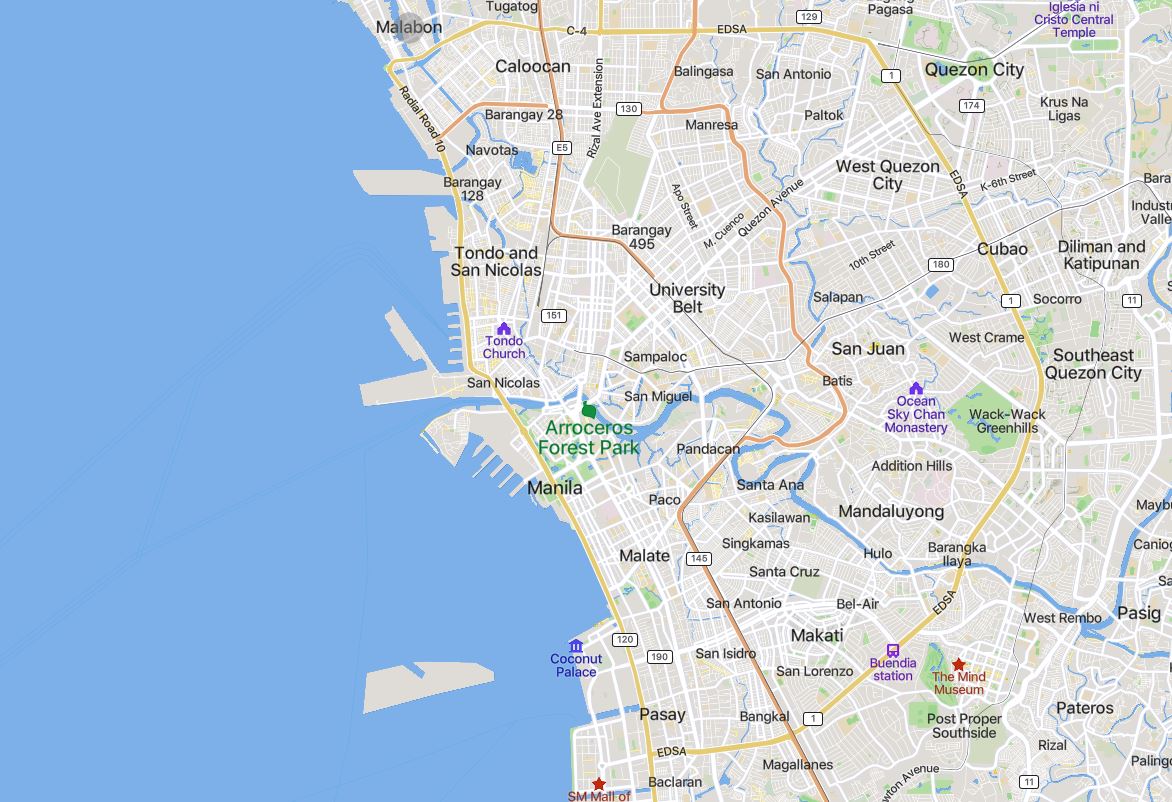 Tugatog
Pagasa
Iglesia ni
Cristo Central
Temple
129
Malabon
C-4
EDSA
Caloocan
Balingasa
San Antonio
1
Quezon City
Radial Road 10
Rizal Ave Extension
130
174
Krus Na
Ligas
Barangay 28
Manresa
Paltok
Navotas
E5
West Quezon
City
EDSA
K-6th Street
Barangay
128
Apo Street
M. Cuenco
Quezon Avenue
Barangay
495
10th Street
Cubao
Diliman and
Katipunan
Tondo and
San Nicolas
180
University
Belt
Salapan
1
Socorro
11
151
Tondo
Church
Sampaloc
San Juan
West Crame
Southeast
Quezon City
San Nicolas
San Miguel
Batis
Ocean
Sky Chan
Monastery
Wack-Wack
Greenhills
Arroceros
Forest Park
Pandacan
Addition Hills
Manila
Paco
Santa Ana
Kasilawan
Mandaluyong
Malate
145
Singkamas
Hulo
Barangka
Ilaya
Santa Cruz
San Antonio
Bel-Air
EDSA
West Rembo
Pasig
Coconut
Palace
120
190
San Isidro
Makati
San Lorenzo
Buendia
station
The Mind
Museum
Pasay
Bangkal
1
Post Proper
Southside
Pateros
EDSA
Magallanes
Rizal
Baclaran
11
SM Mall of